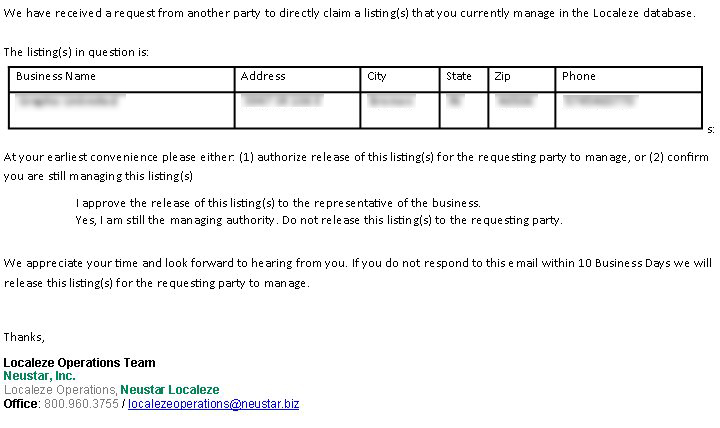 We have received a request from another party to directly claim a listing(s) that you currently manage in the Localeze database.
The listing(s) in question is:
Business Name Address City State Zip Phone
s:
At your earliest convenience please either: (1) authorize release of this listing(s) for the requesting party to manage, or (2) confirm
you are still managing this listing(s)
I approve the release of this listing(s) to the representative of the business.
Yes, I am still the managing authority. Do not release this listing(s) to the requesting party.
We appreciate your time and look forward to hearing from you. If you do not respond to this email within 10 Business Days we will
release this listing(s) for the requesting party to manage.
Thanks,
Localeze Operations Team
Neustar, Inc.
Localeze Operations, Neustar Localeze
Office: 800.960.3755 / localezeoperations@neustar.biz